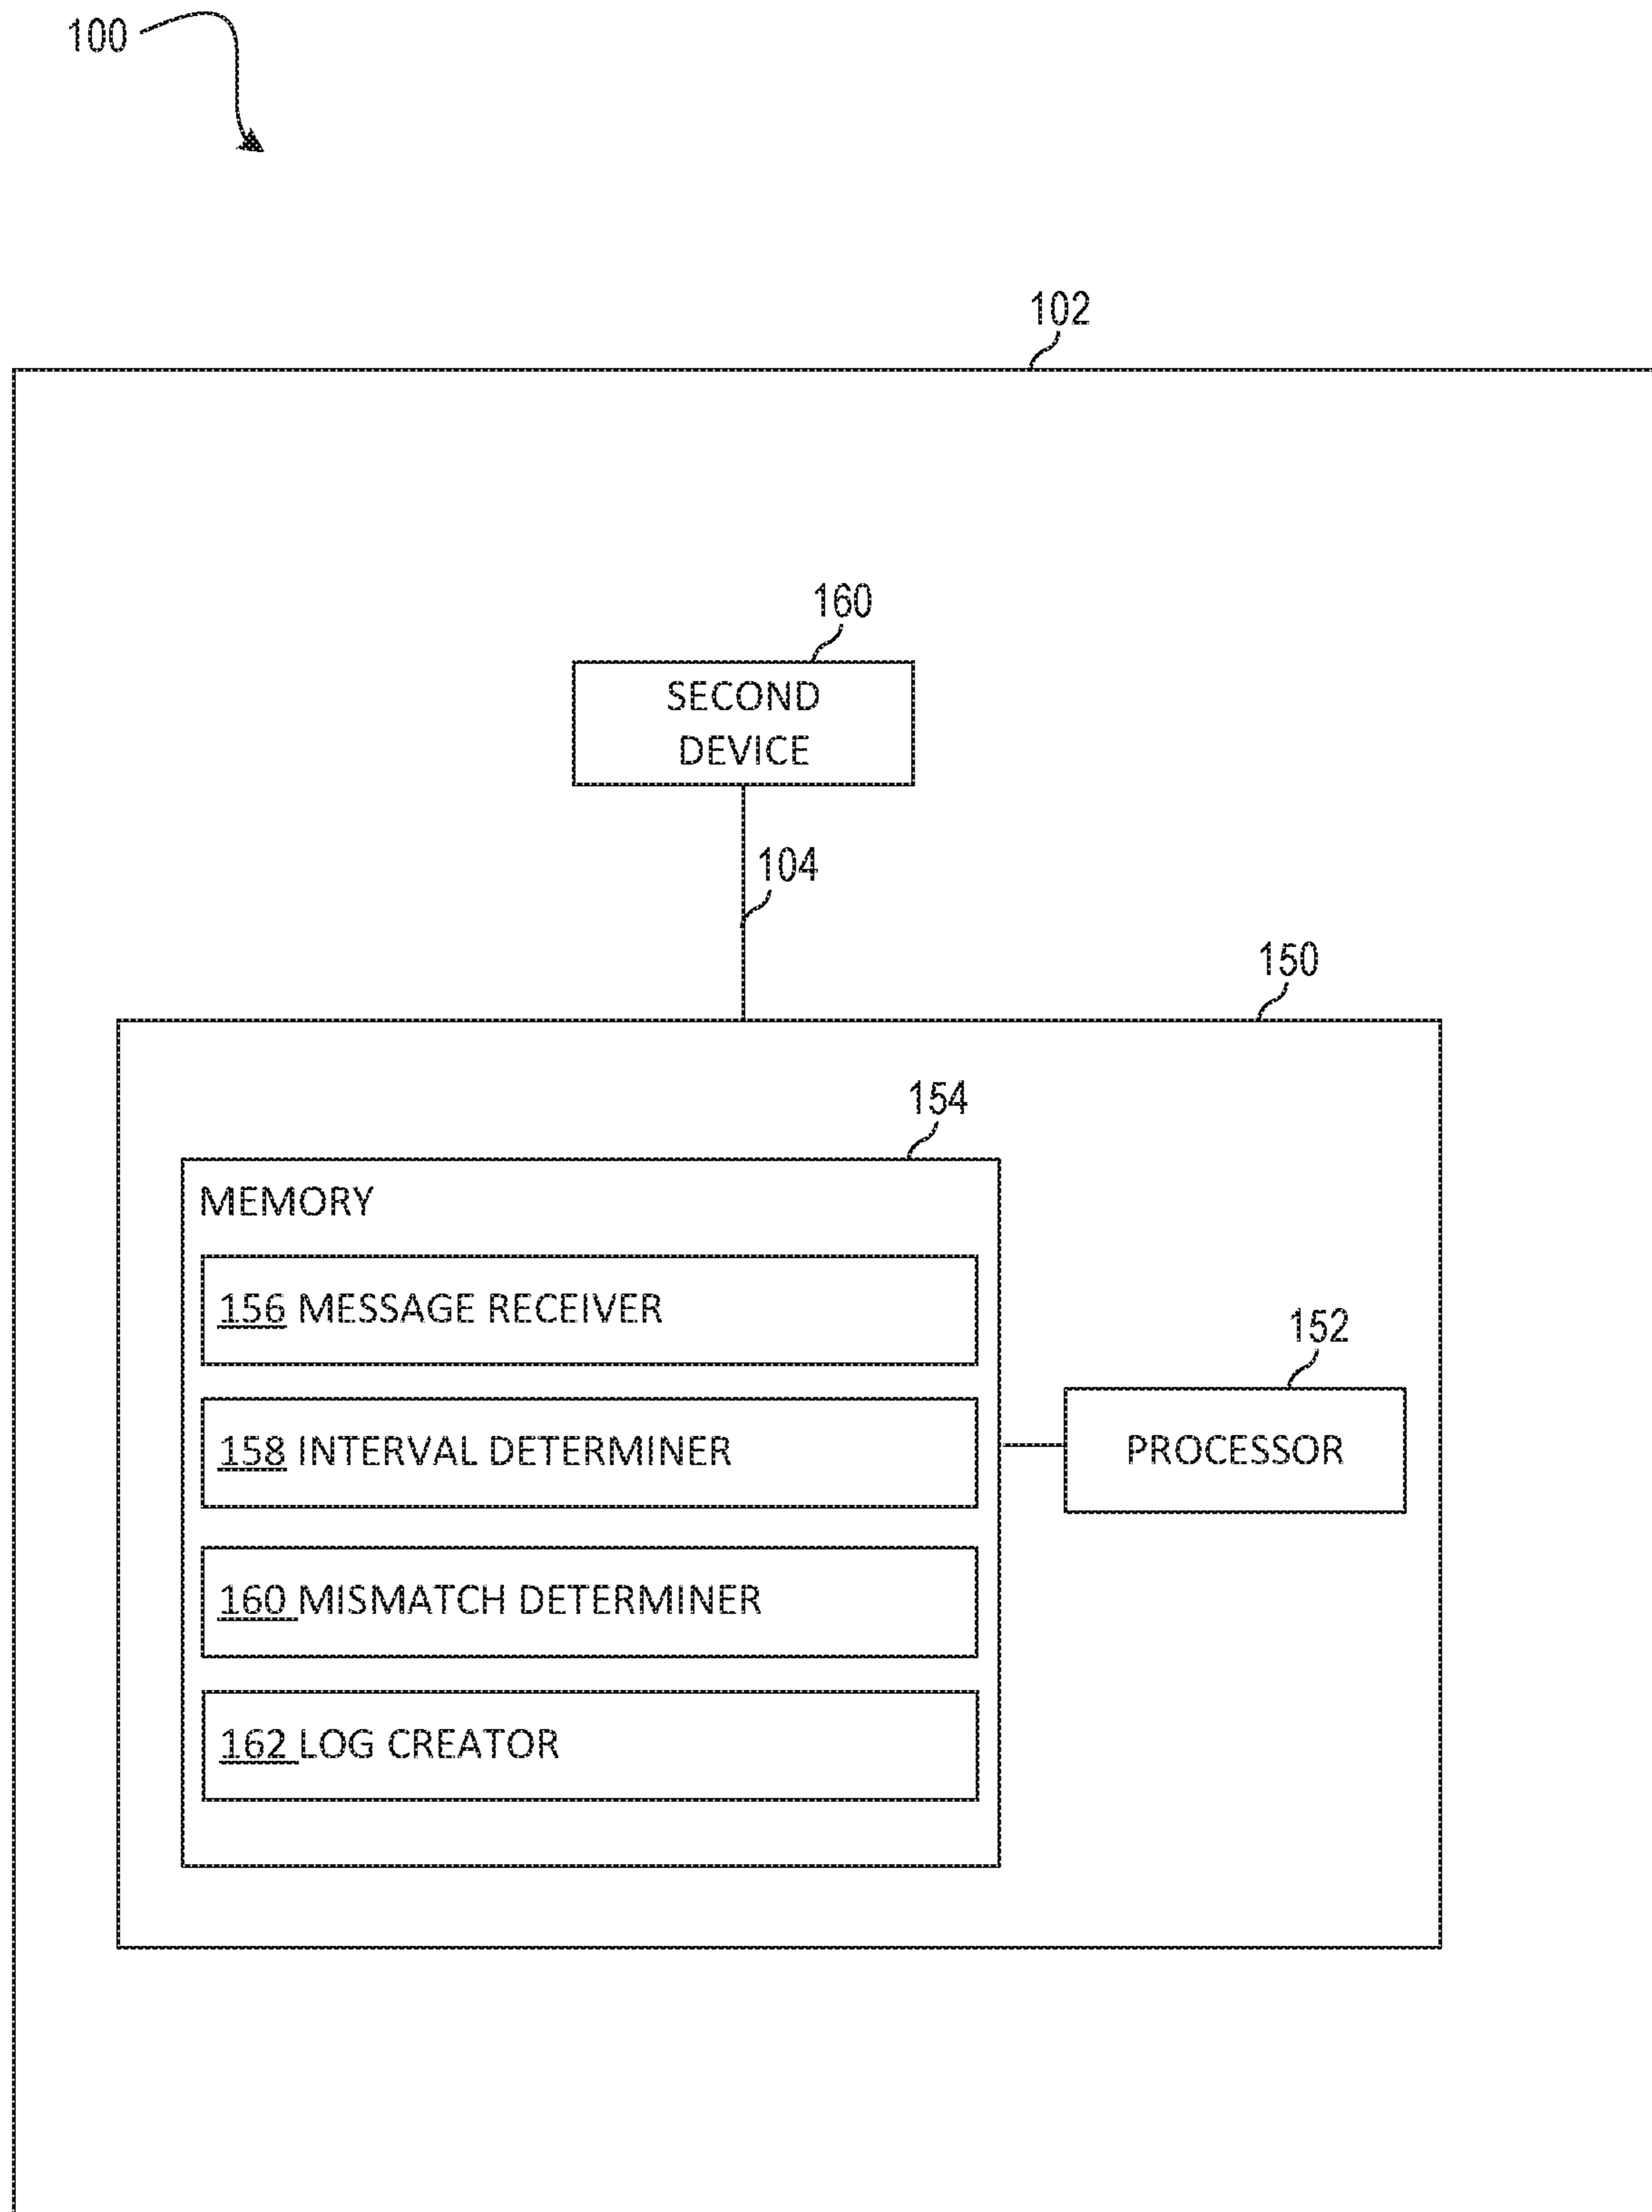 100
102
160
SECOND
DEVICE
104
150
154
MEMORY
156 MESSAGE RECEIVER
152
158 INTERVAL DETERMINER
PROCESSOR
160 MISMATCH DETERMINER
162 LOG CREATOR